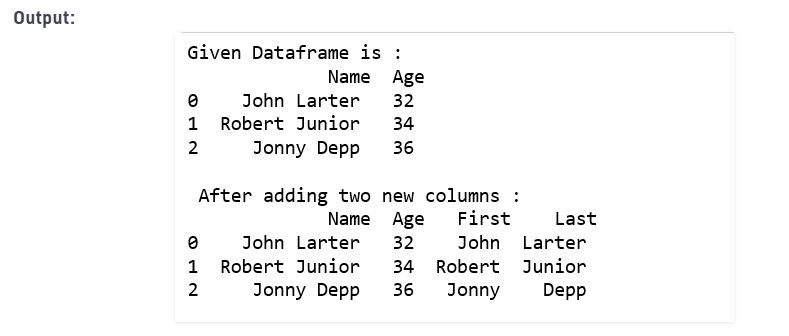 Output:
Given Dataframe is :
Name Age
0 John Larter 32
1 Robert Junior 34
2 Jonny Depp 36
After adding two new columns :
Name Age First Last
0 John Larter 32 John Larter
1 Robert Junior 34 Robert Junior
2 Jonny Depp 36 Jonny Depp